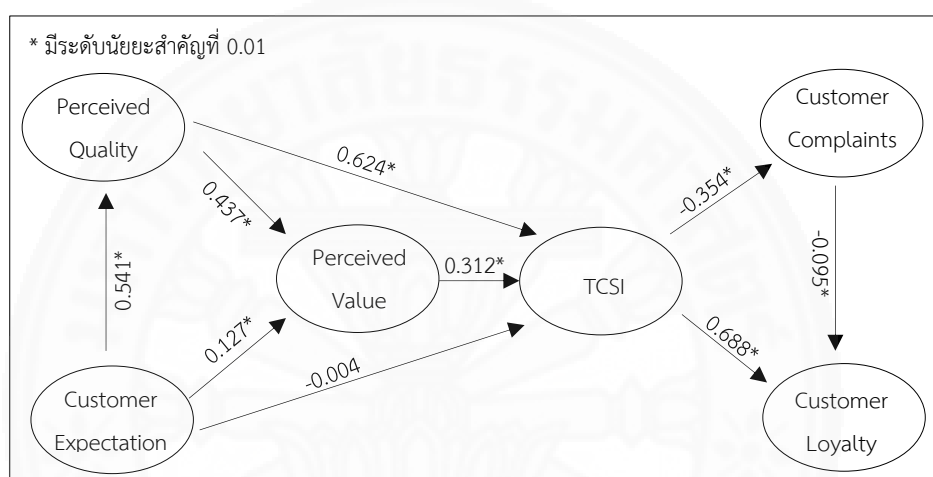 * มีระดับนัยยะสำคัญที่ 0.01
Perceived
Quality
Customer
Complaints
0.624*
-0.354*
0.437*
0.541*
Perceived
Value
0.312*
TCSI
-0.095*
0.127*
-0.004
0.688*
Customer
Expectation
Customer
Loyalty